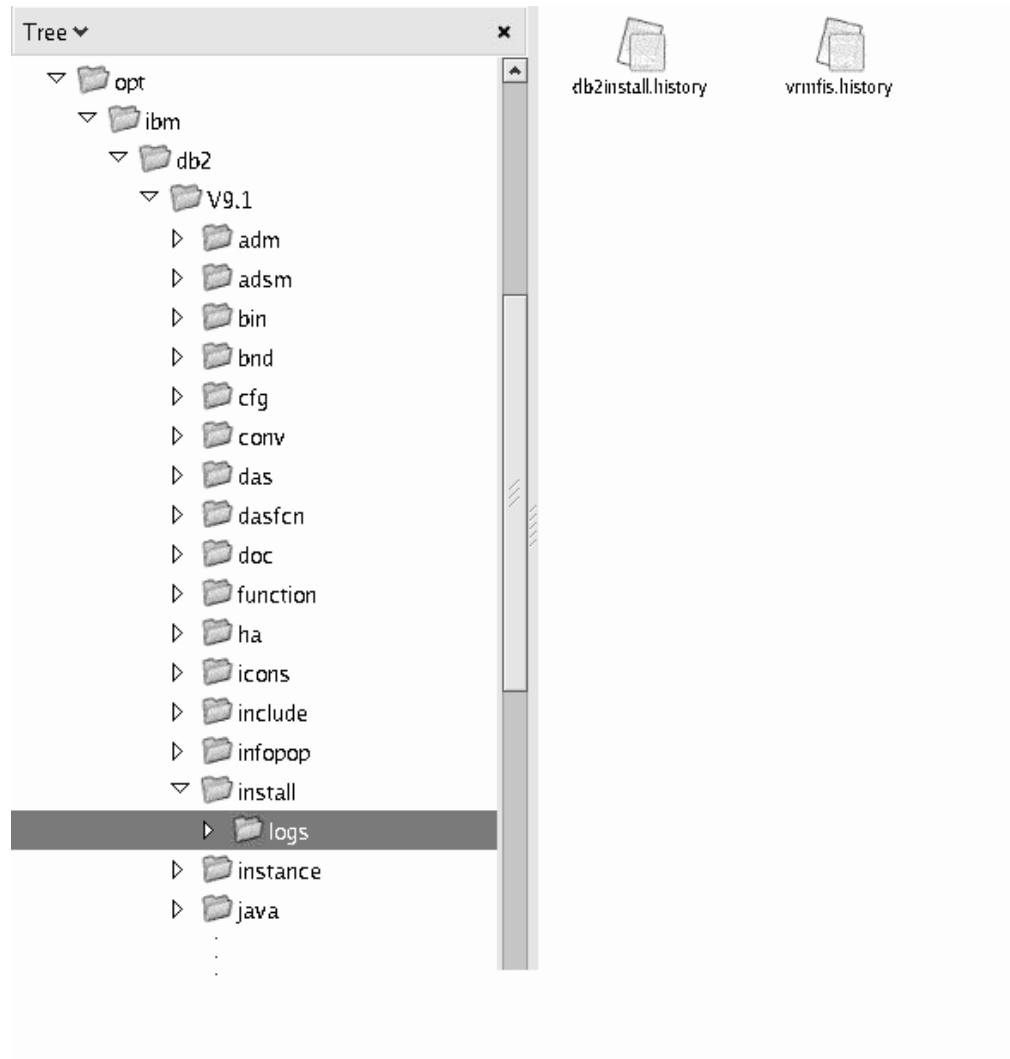 Tree
opt
ibm
db2
V9.1
adm
adsm
bin
bnd
cfg
conv
das
dasfcn
doc
function
ha
icons
include
infopop
install
logs
instance
java
db2install.history
vrmfis.history